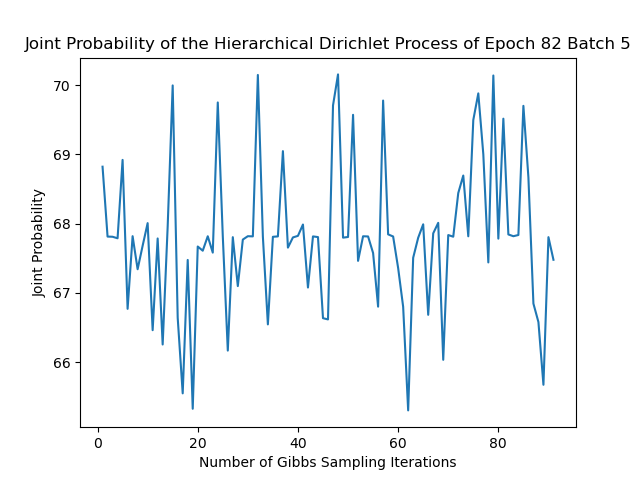 Joint Probability of the Hierarchical Dirichlet Process of Epoch 82 Batch 5
70
69
68
67
66
Joint Probability
0 20 40 60 80
Number of Gibbs Sampling Iterations